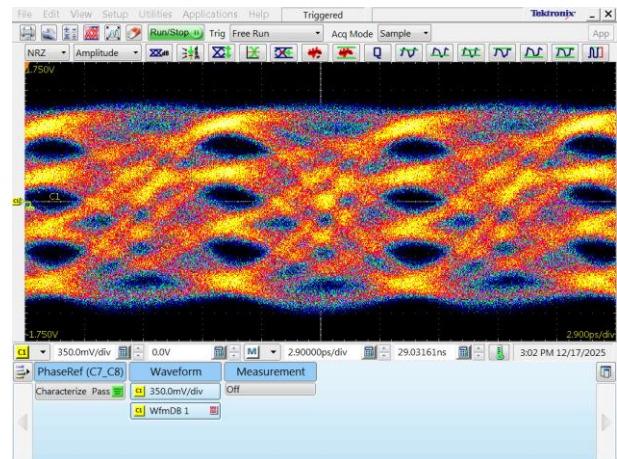 File Edit View Setup Utilities Applications Help Triggered Tektronix
Run/Stop Trig Free Run Acq Mode Sample App
NRZ Amplitude Q
1.750V
C1
C1
-1.750V 2.900ps/div
C1 350.0mV/div 0.0V M 2.90000ps/div 29.03161ns 3:02 PM 12/17/2025
PhaseRef (C7_C8) Waveform Measurement
Characterize Pass C1 350.0mV/div Off
C1 WfmDB 1